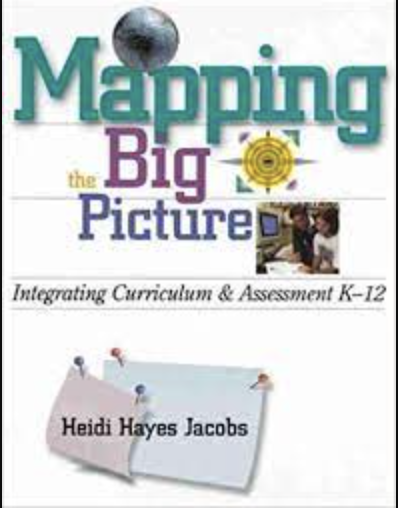 Mapping
the Big
Picture
Integrating Curriculum & Assessment K–12
Heidi Hayes Jacobs